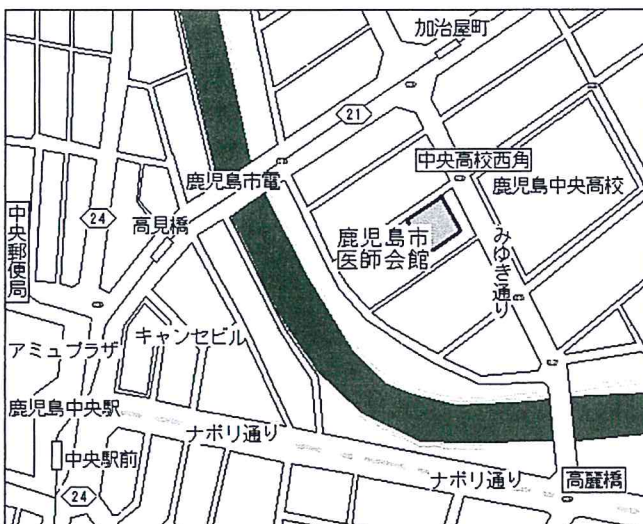 加治屋町
21
中央高校西角
鹿児島市電
鹿児島中央高校
24
高見橋
中央郵便局
鹿児島市
医師会館
みゆき通り
アミュプラザ
キャンセビル
鹿児島中央駅
ナポリ通り
中央駅前
ナポリ通り
高麗橋
24